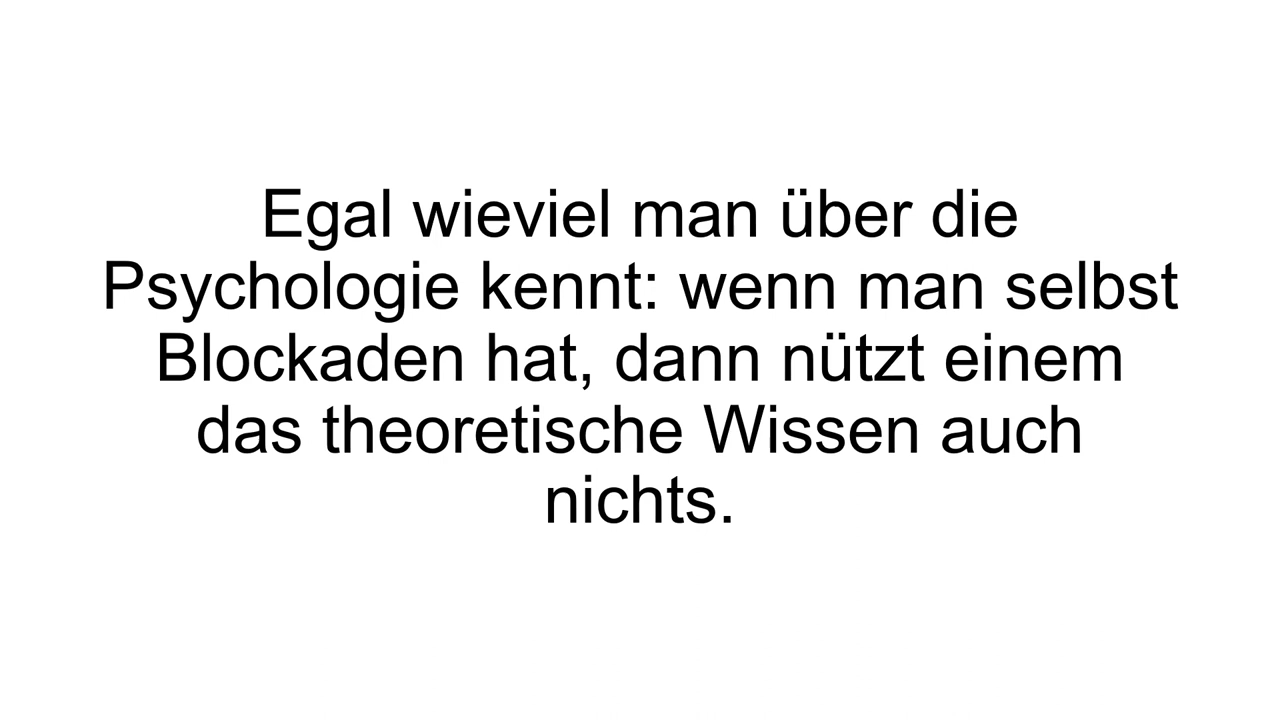 Egal wieviel man über die
Psychologie kennt: wenn man selbst
Blockaden hat, dann nützt einem
das theoretische Wissen auch
nichts.